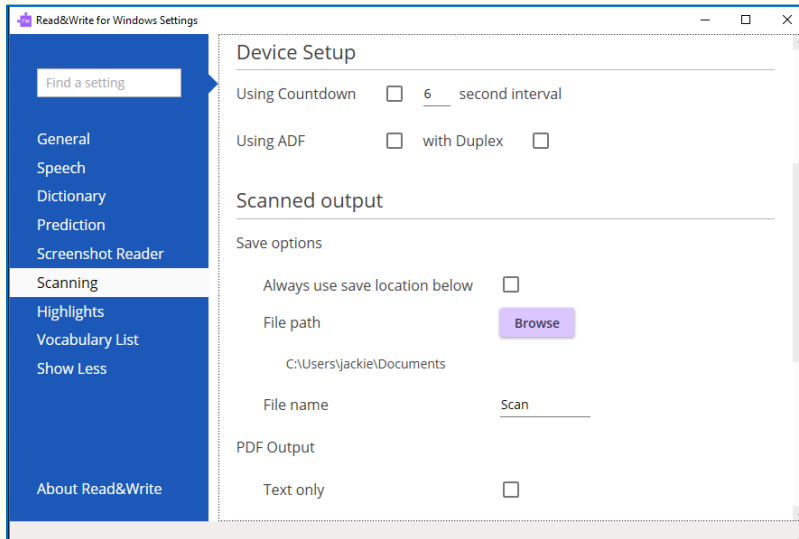 rw Read&Write for Windows Settings
Find a setting
General
Speech
Dictionary
Prediction
Screenshot Reader
Scanning
Highlights
Vocabulary List
Show Less
About Read&Write
Device Setup
Using Countdown 6 second interval
Using ADF with Duplex
Scanned output
Save options
Always use save location below
File path Browse
C:\Users\jackie\Documents
File name Scan
PDF Output
Text only